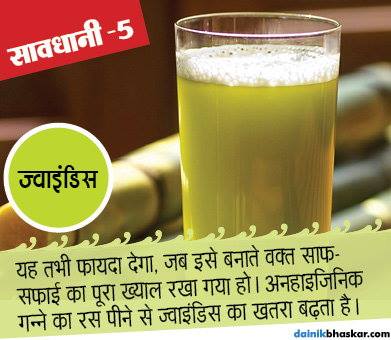 सावधानी -5
ज्वाइंडिस
यह तभी फायदा देगा, जब इसे बनाते वक्त साफ-
सफाई का पूरा ख्याल रखा गया हो। अनहाइजिनिक
गन्ने का रस पीने से ज्वाइंडिस का खतरा बढ़ता है।
dainikbhaskar.com